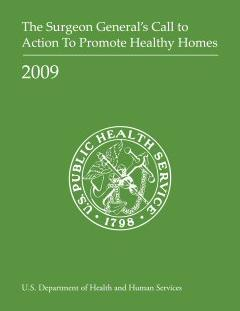 The Surgeon General's Call to
Action To Promote Healthy Homes
2009
U.S. PUBLIC HEALTH SERVICE
1798
U.S. Department of Health and Human Services